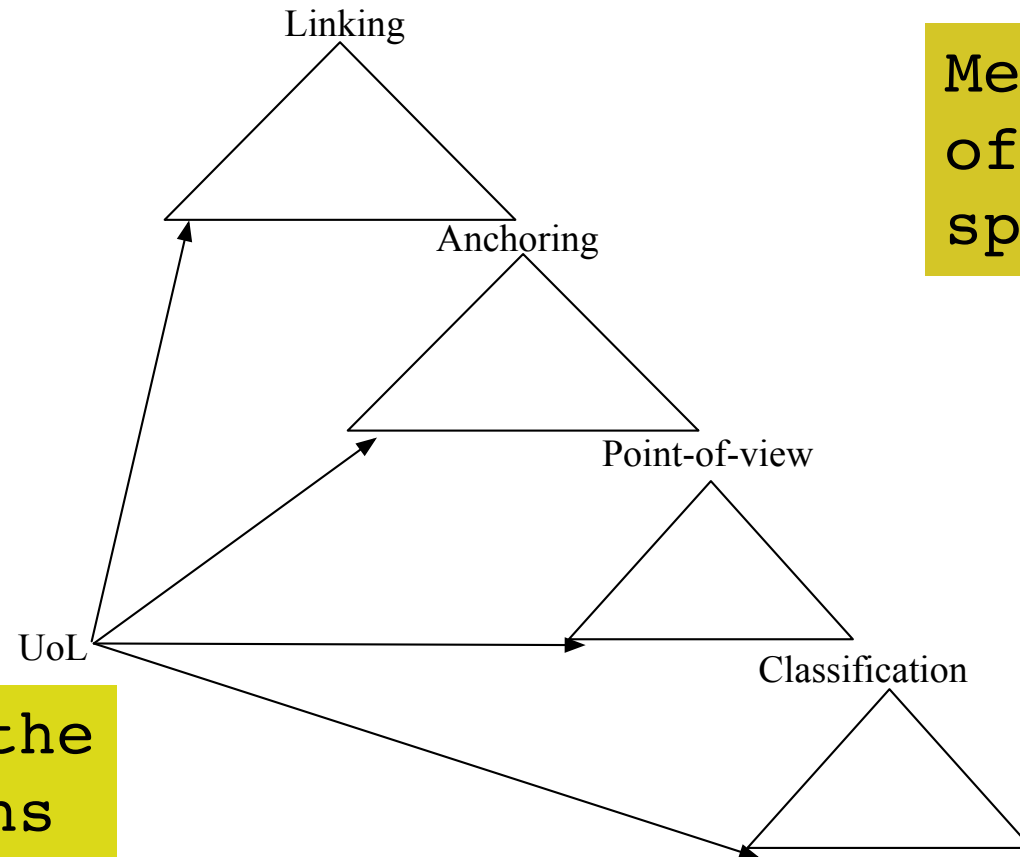 Linking
Me
of
sp
Anchoring
Point-of-view
UoL
Classification
the
ns